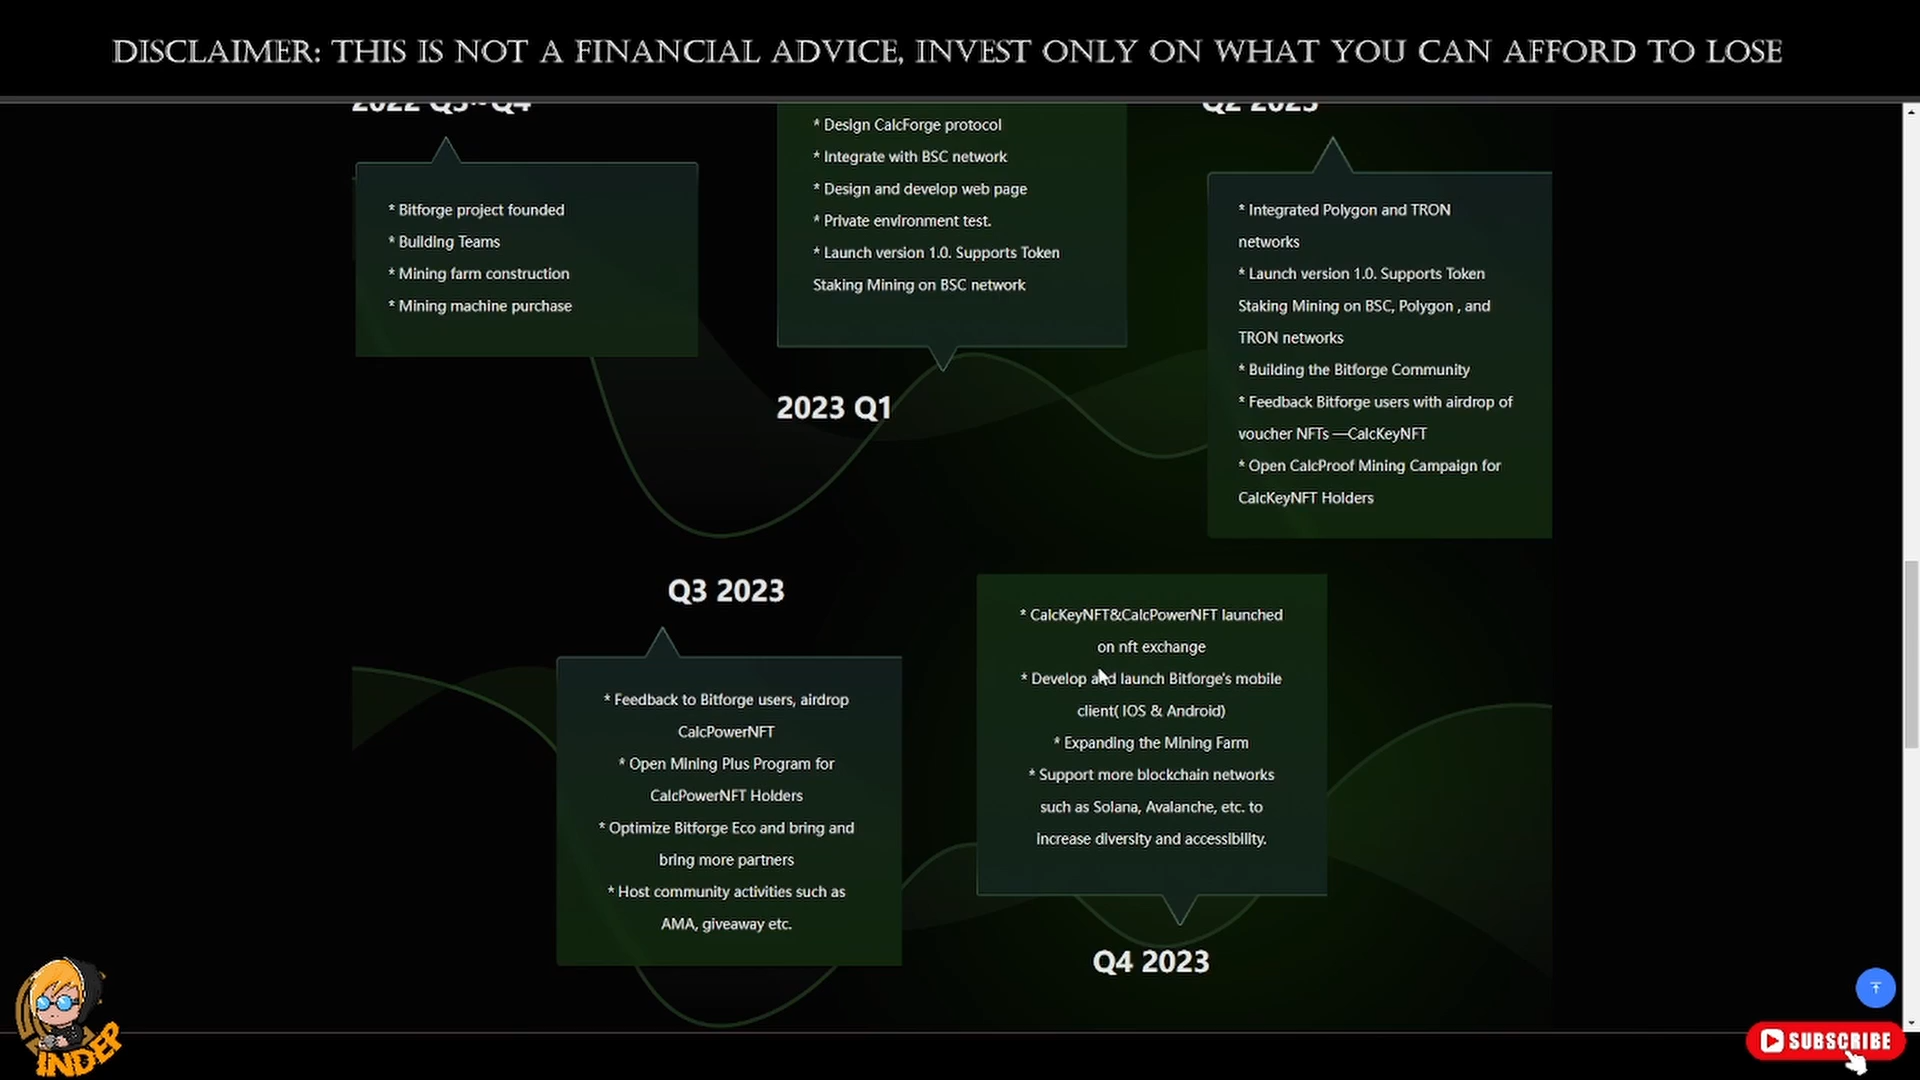 DISCLAIMER: THIS IS NOT A FINANCIAL ADVICE, INVEST ONLY ON WHAT YOU CAN AFFORD TO LOSE
2022 Q3~Q4
* Bitforge project founded
* Building Teams
* Mining farm construction
* Mining machine purchase
* Design CalcForge protocol
* Integrate with BSC network
* Design and develop web page
* Private environment test.
* Launch version 1.0. Supports Token
Staking Mining on BSC network
2023 Q1
Q2 2023
* Integrated Polygon and TRON
networks
* Launch version 1.0. Supports Token
Staking Mining on BSC, Polygon , and
TRON networks
* Building the Bitforge Community
* Feedback Bitforge users with airdrop of
voucher NFTs —CalcKeyNFT
* Open CalcProof Mining Campaign for
CalcKeyNFT Holders
Q3 2023
* Feedback to Bitforge users, airdrop
CalcPowerNFT
* Open Mining Plus Program for
CalcPowerNFT Holders
* Optimize Bitforge Eco and bring and
bring more partners
* Host community activities such as
AMA, giveaway etc.
* CalcKeyNFT&CalcPowerNFT launched
on nft exchange
* Develop and launch Bitforge's mobile
client( IOS & Android)
* Expanding the Mining Farm
* Support more blockchain networks
such as Solana, Avalanche, etc. to
increase diversity and accessibility.
Q4 2023
INDEP
SUBSCRIBE